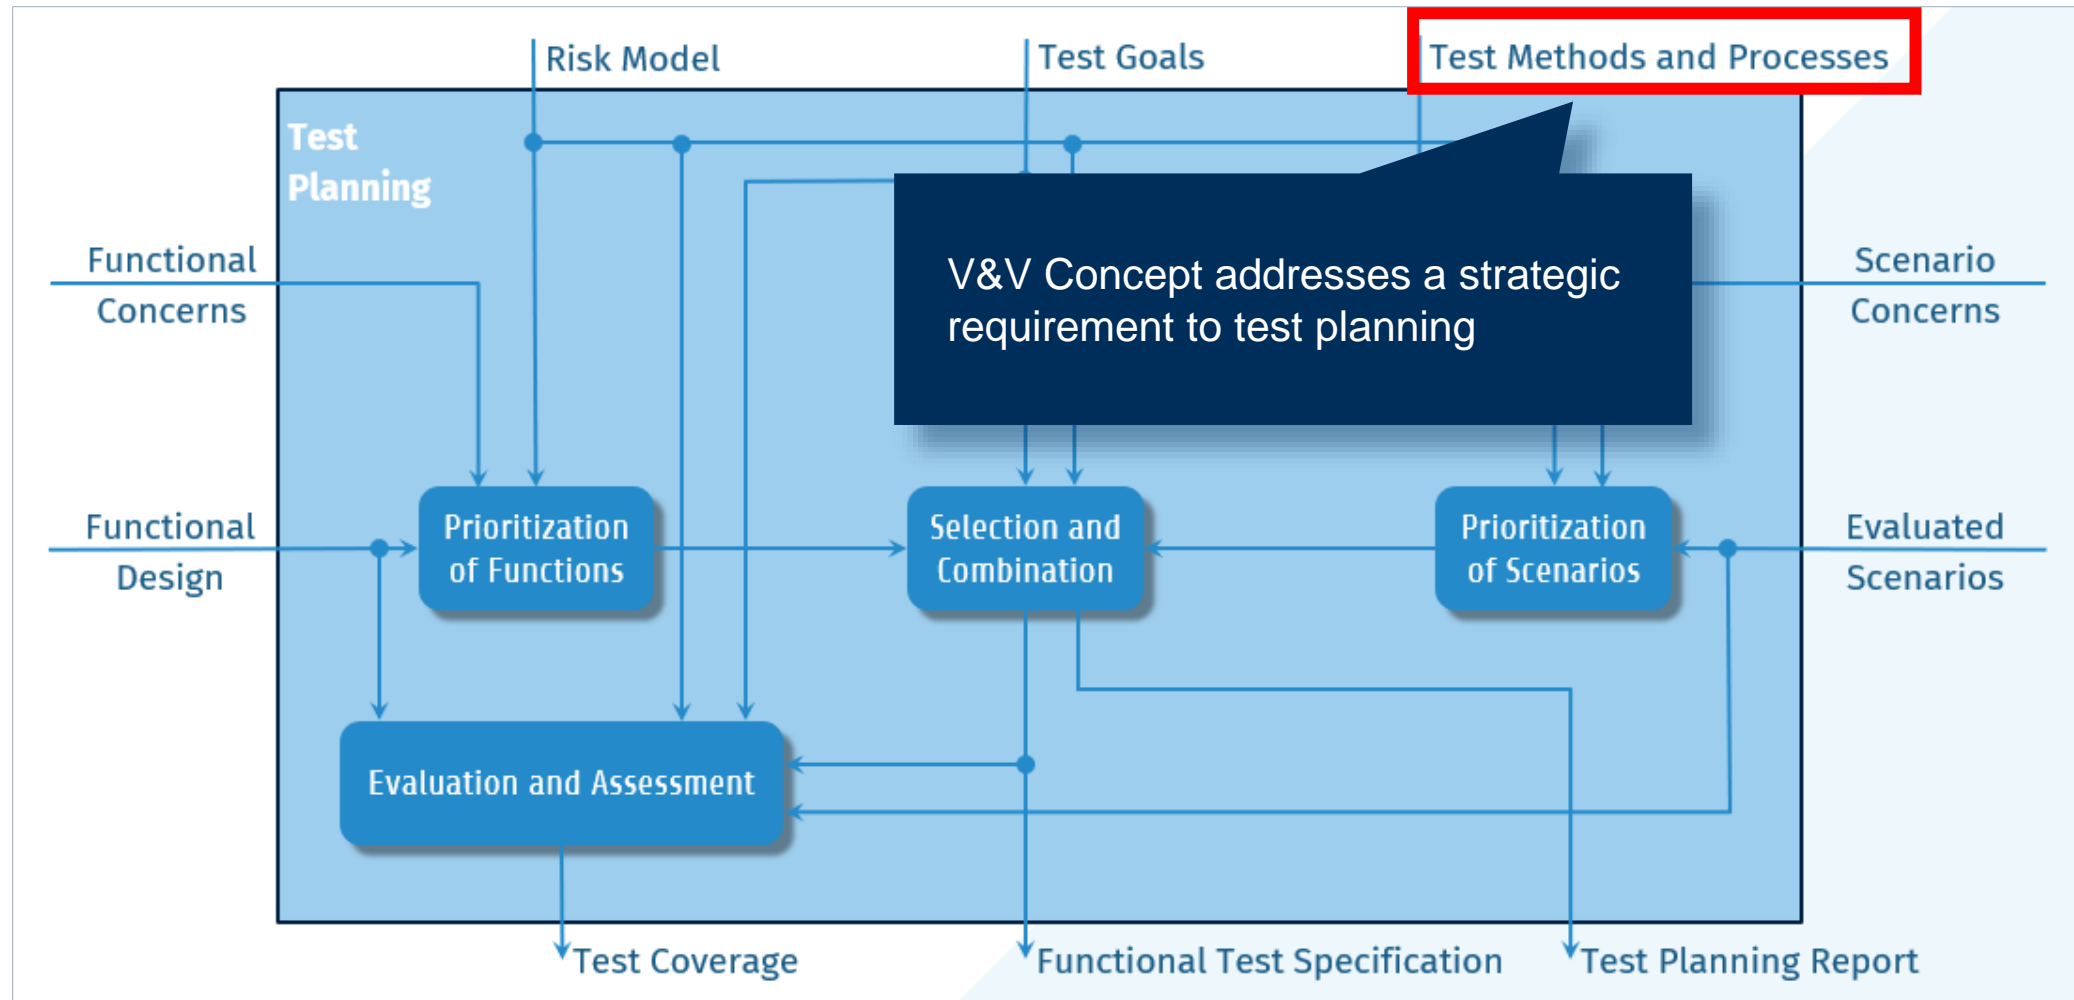 Risk Model
Test Goals
Test Methods and Processes
Test
Planning
Functional
Concerns
V&V Concept addresses a strategic
requirement to test planning
Scenario
Concerns
Functional
Design
Prioritization
of Functions
Selection and
Combination
Prioritization
of Scenarios
Evaluated
Scenarios
Evaluation and Assessment
Test Coverage
Functional Test Specification
Test Planning Report